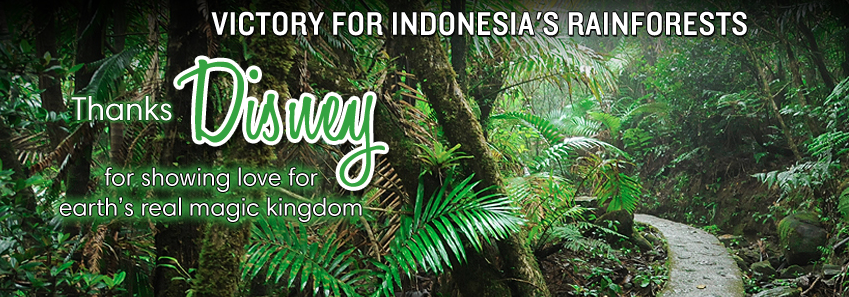 VICTORY FOR INDONESIA'S RAINFORESTS
Thanks Disney
for showing love for
earth's real magic kingdom